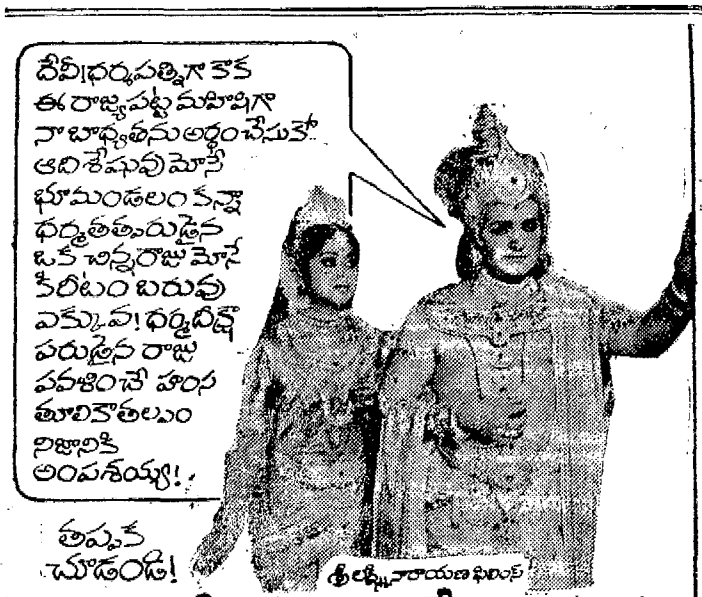 దేవీ! ధర్మపత్నిగా కాక
ఈ రాజ్యపట్ట మహిషిగా
నా బాధ్యతను అర్థంచేసుకో..
ఆదిశేషువు మోసే
భూమండలం కన్నా
ధర్మతత్పరుడైన
ఒక చిన్నరాజు మోసే
కిరీటం బరువు
ఎక్కువ! ధర్మదీక్షా
పరుడైన రాజు
పవళించే హంస
తూలికాతల్పం
నిజానికి
అంపశయ్య!
తప్పక
చూడండి!
శ్రీ లక్ష్మీనారాయణ ఫిలింస్